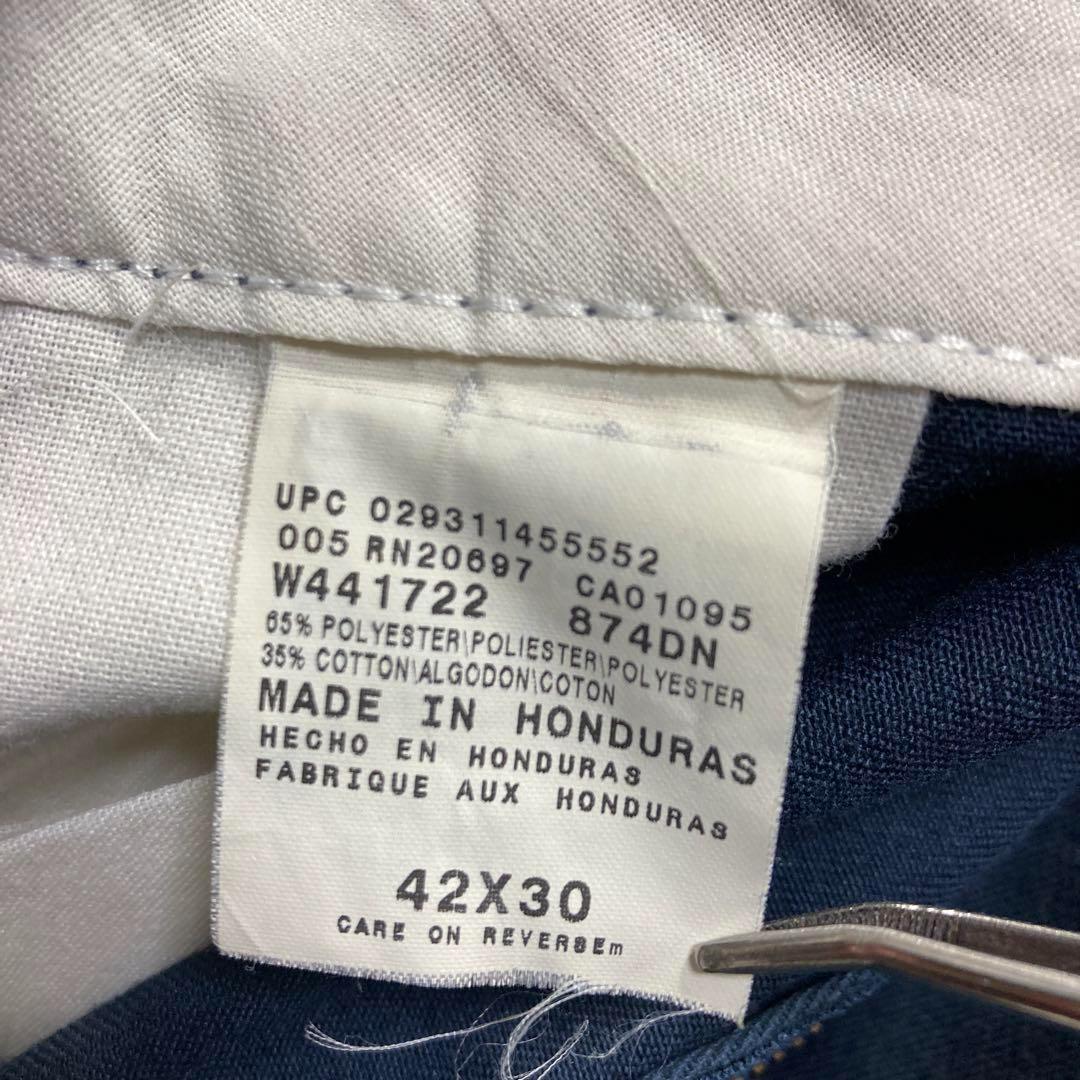 UPC 029311455552
005 RN20697 CA01095
W441722 874DN
65% POLYESTER\POLIESTER\POLYESTER
35% COTTON\ALGODON\COTON
MADE IN HONDURAS
HECHO EN HONDURAS
FABRIQUE AUX HONDURAS
42X30
CARE ON REVERSEm